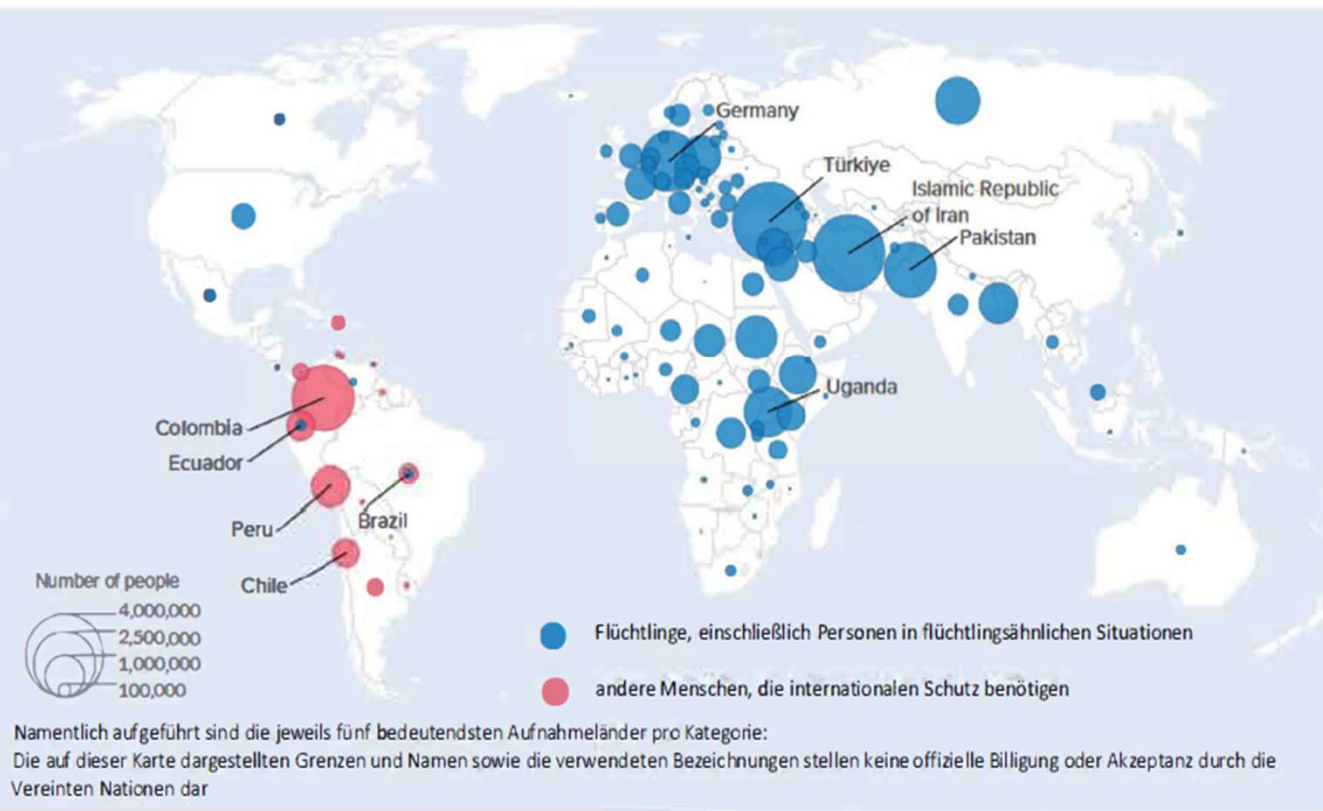 Germany
Türkiye
Islamic Republic
of Iran
Pakistan
Uganda
Colombia
Ecuador
Peru
Brazil
Chile
Number of people
4,000,000
2,500,000
1,000,000
100,000
Flüchtlinge, einschließlich Personen in flüchtlingsähnlichen Situationen
andere Menschen, die internationalen Schutz benötigen
Namentlich aufgeführt sind die jeweils fünf bedeutendsten Aufnahmeländer pro Kategorie:
Die auf dieser Karte dargestellten Grenzen und Namen sowie die verwendeten Bezeichnungen stellen keine offizielle Billigung oder Akzeptanz durch die
Vereinten Nationen dar